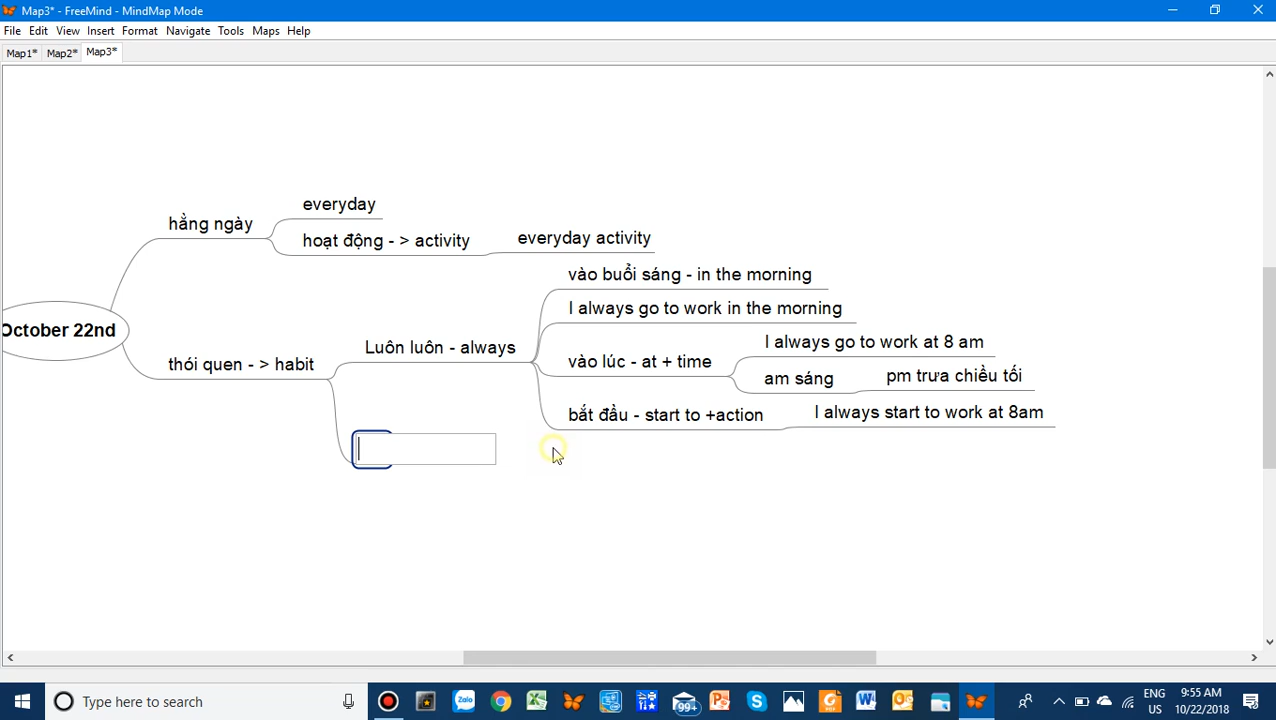 Map3* - FreeMind - MindMap Mode
File Edit View Insert Format Navigate Tools Maps Help
Map1* Map2* Map3*
October 22nd
hằng ngày
everyday
hoạt động - > activity
everyday activity
thói quen - > habit
Luôn luôn - always
vào buổi sáng - in the morning
I always go to work in the morning
vào lúc - at + time
I always go to work at 8 am
am sáng
pm trưa chiều tối
bắt đầu - start to +action
I always start to work at 8am
Type here to search
Zalo
99+
ENG
US
9:55 AM
10/22/2018